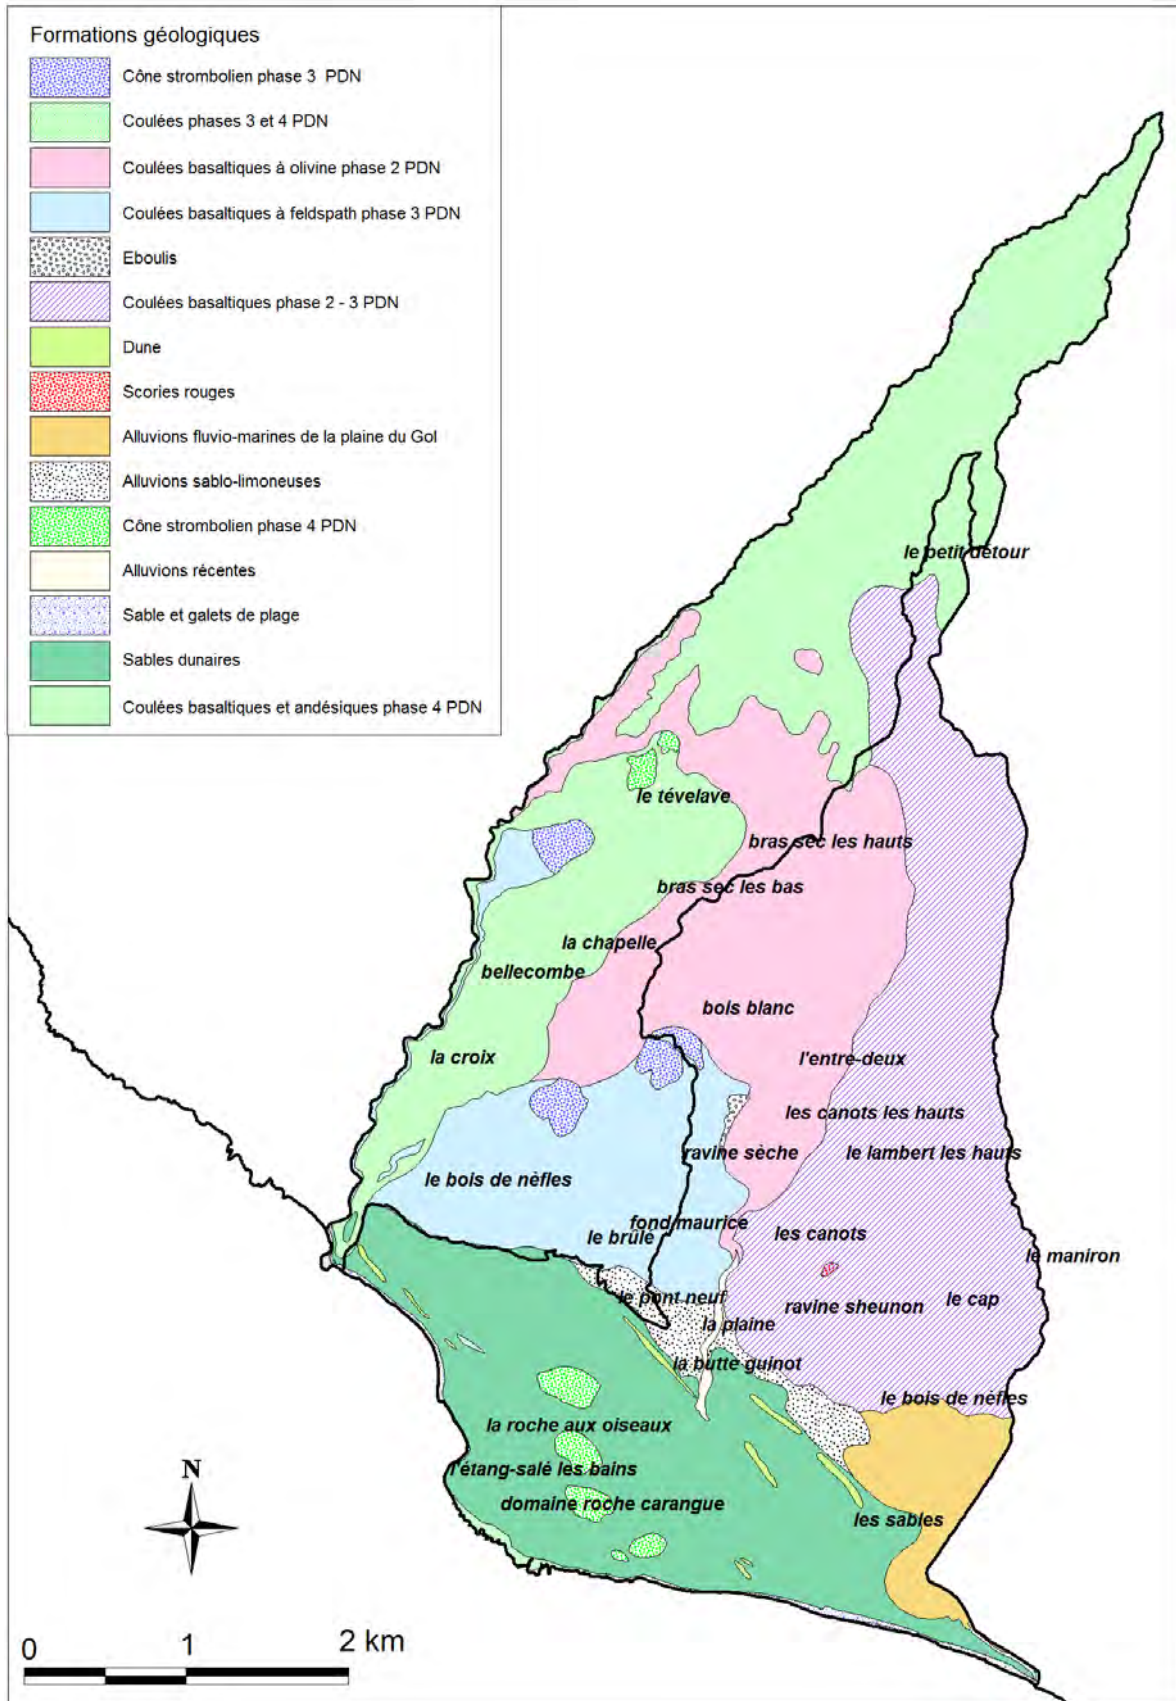 Formations géologiques
Cône strombolien phase 3 PDN
Coulées phases 3 et 4 PDN
Coulées basaltiques à olivine phase 2 PDN
Coulées basaltiques à feldspath phase 3 PDN
Eboulis
Coulées basaltiques phase 2 - 3 PDN
Dune
Scories rouges
Alluvions fluvio-marines de la plaine du Gol
Alluvions sablo-limoneuses
Cône strombolien phase 4 PDN
Alluvions récentes
Sable et galets de plage
Sables dunaires
Coulées basaltiques et andésiques phase 4 PDN
le petit détour
le tévelave
bras sec les hauts
bras sec les bas
la chapelle
bellecombe
bois blanc
la croix
l'entre-deux
les canots les hauts
ravine sèche
le lambert les hauts
le bois de nèfles
fond maurice
le brûlé
les canots
le maniron
le pont neuf
ravine sheunon
le cap
la plaine
la butte guinot
le bois de nèfles
la roche aux oiseaux
l'étang-salé les bains
domaine roche carangue
les sables
N
0 1 2 km